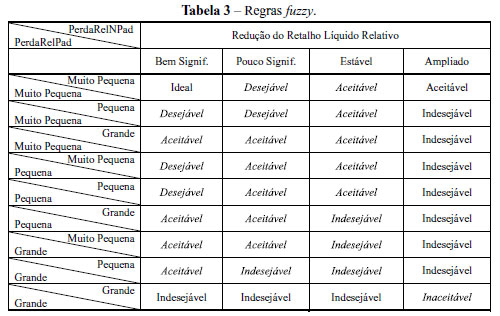 Tabela 3 – Regras fuzzy.
PerdaRelNPad
PerdaRelPad
Redução do Retalho Líquido Relativo
Bem Signif. Pouco Signif. Estável Ampliado
Muito Pequena
Muito Pequena
Ideal Desejável Aceitável Aceitável
Pequena
Muito Pequena
Desejável Desejável Aceitável Indesejável
Grande
Muito Pequena
Aceitável Aceitável Aceitável Indesejável
Muito Pequena
Pequena
Desejável Aceitável Aceitável Indesejável
Pequena
Pequena
Desejável Aceitável Aceitável Indesejável
Grande
Pequena
Aceitável Aceitável Indesejável Indesejável
Muito Pequena
Grande
Aceitável Aceitável Indesejável Indesejável
Pequena
Grande
Aceitável Indesejável Indesejável Indesejável
Grande
Grande
Indesejável Indesejável Indesejável Inaceitável